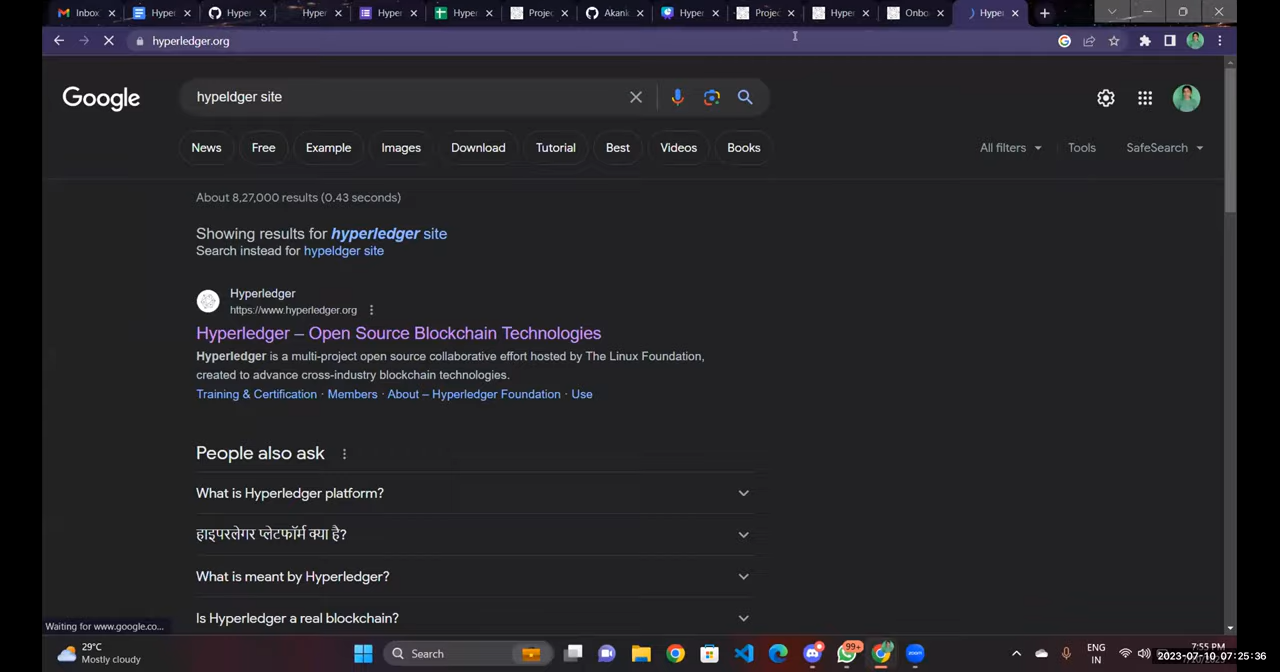 Inbox Hyper Hyper Hyper Hyper Hyper Projec Akank Hyper Projec Hyper Onbo Hyper
hyperledger.org
Google
hypeldger site
News Free Example Images Download Tutorial Best Videos Books All filters Tools SafeSearch
About 8,27,000 results (0.43 seconds)
Showing results for hyperledger site
Search instead for hypeldger site
Hyperledger
https://www.hyperledger.org
Hyperledger – Open Source Blockchain Technologies
Hyperledger is a multi-project open source collaborative effort hosted by The Linux Foundation,
created to advance cross-industry blockchain technologies.
Training & Certification · Members · About – Hyperledger Foundation · Use
People also ask
What is Hyperledger platform?
हाइपरलेगर प्लेटफॉर्म क्या है?
What is meant by Hyperledger?
Is Hyperledger a real blockchain?
Waiting for www.google.co...
29°C
Mostly cloudy
Search
99+
zoom
ENG
IN
7:55 PM
2023-07-10 07:25:36